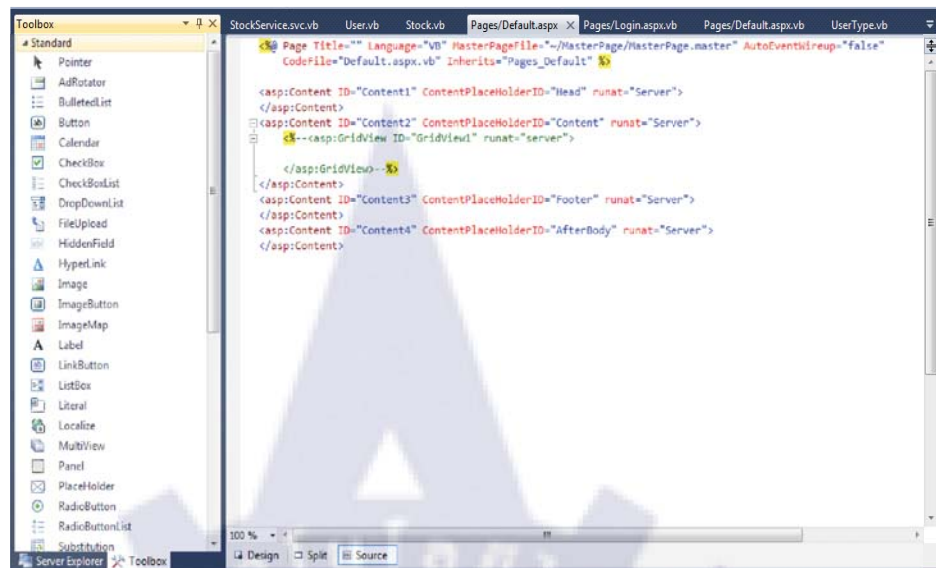 Toolbox
Standard
Pointer
AdRotator
BulletedList
Button
Calendar
CheckBox
CheckBoxList
DropDownList
FileUpload
HiddenField
HyperLink
Image
ImageButton
ImageMap
Label
LinkButton
ListBox
Literal
Localize
MultiView
Panel
PlaceHolder
RadioButton
RadioButtonList
Substitution
Server Explorer Toolbox
StockService.svc.vb User.vb Stock.vb Pages/Default.aspx Pages/Login.aspx.vb Pages/Default.aspx.vb UserType.vb
<%@ Page Title="" Language="VB" MasterPageFile="~/MasterPage/MasterPage.master" AutoEventWireup="false"
CodeFile="Default.aspx.vb" Inherits="Pages_Default" %>
<asp:Content ID="Content1" ContentPlaceHolderID="Head" runat="Server">
</asp:Content>
<asp:Content ID="Content2" ContentPlaceHolderID="Content" runat="Server">
<%--<asp:GridView ID="GridView1" runat="server">
</asp:GridView>--%>
</asp:Content>
<asp:Content ID="Content3" ContentPlaceHolderID="Footer" runat="Server">
</asp:Content>
<asp:Content ID="Content4" ContentPlaceHolderID="AfterBody" runat="Server">
</asp:Content>
100 %
Design Split Source